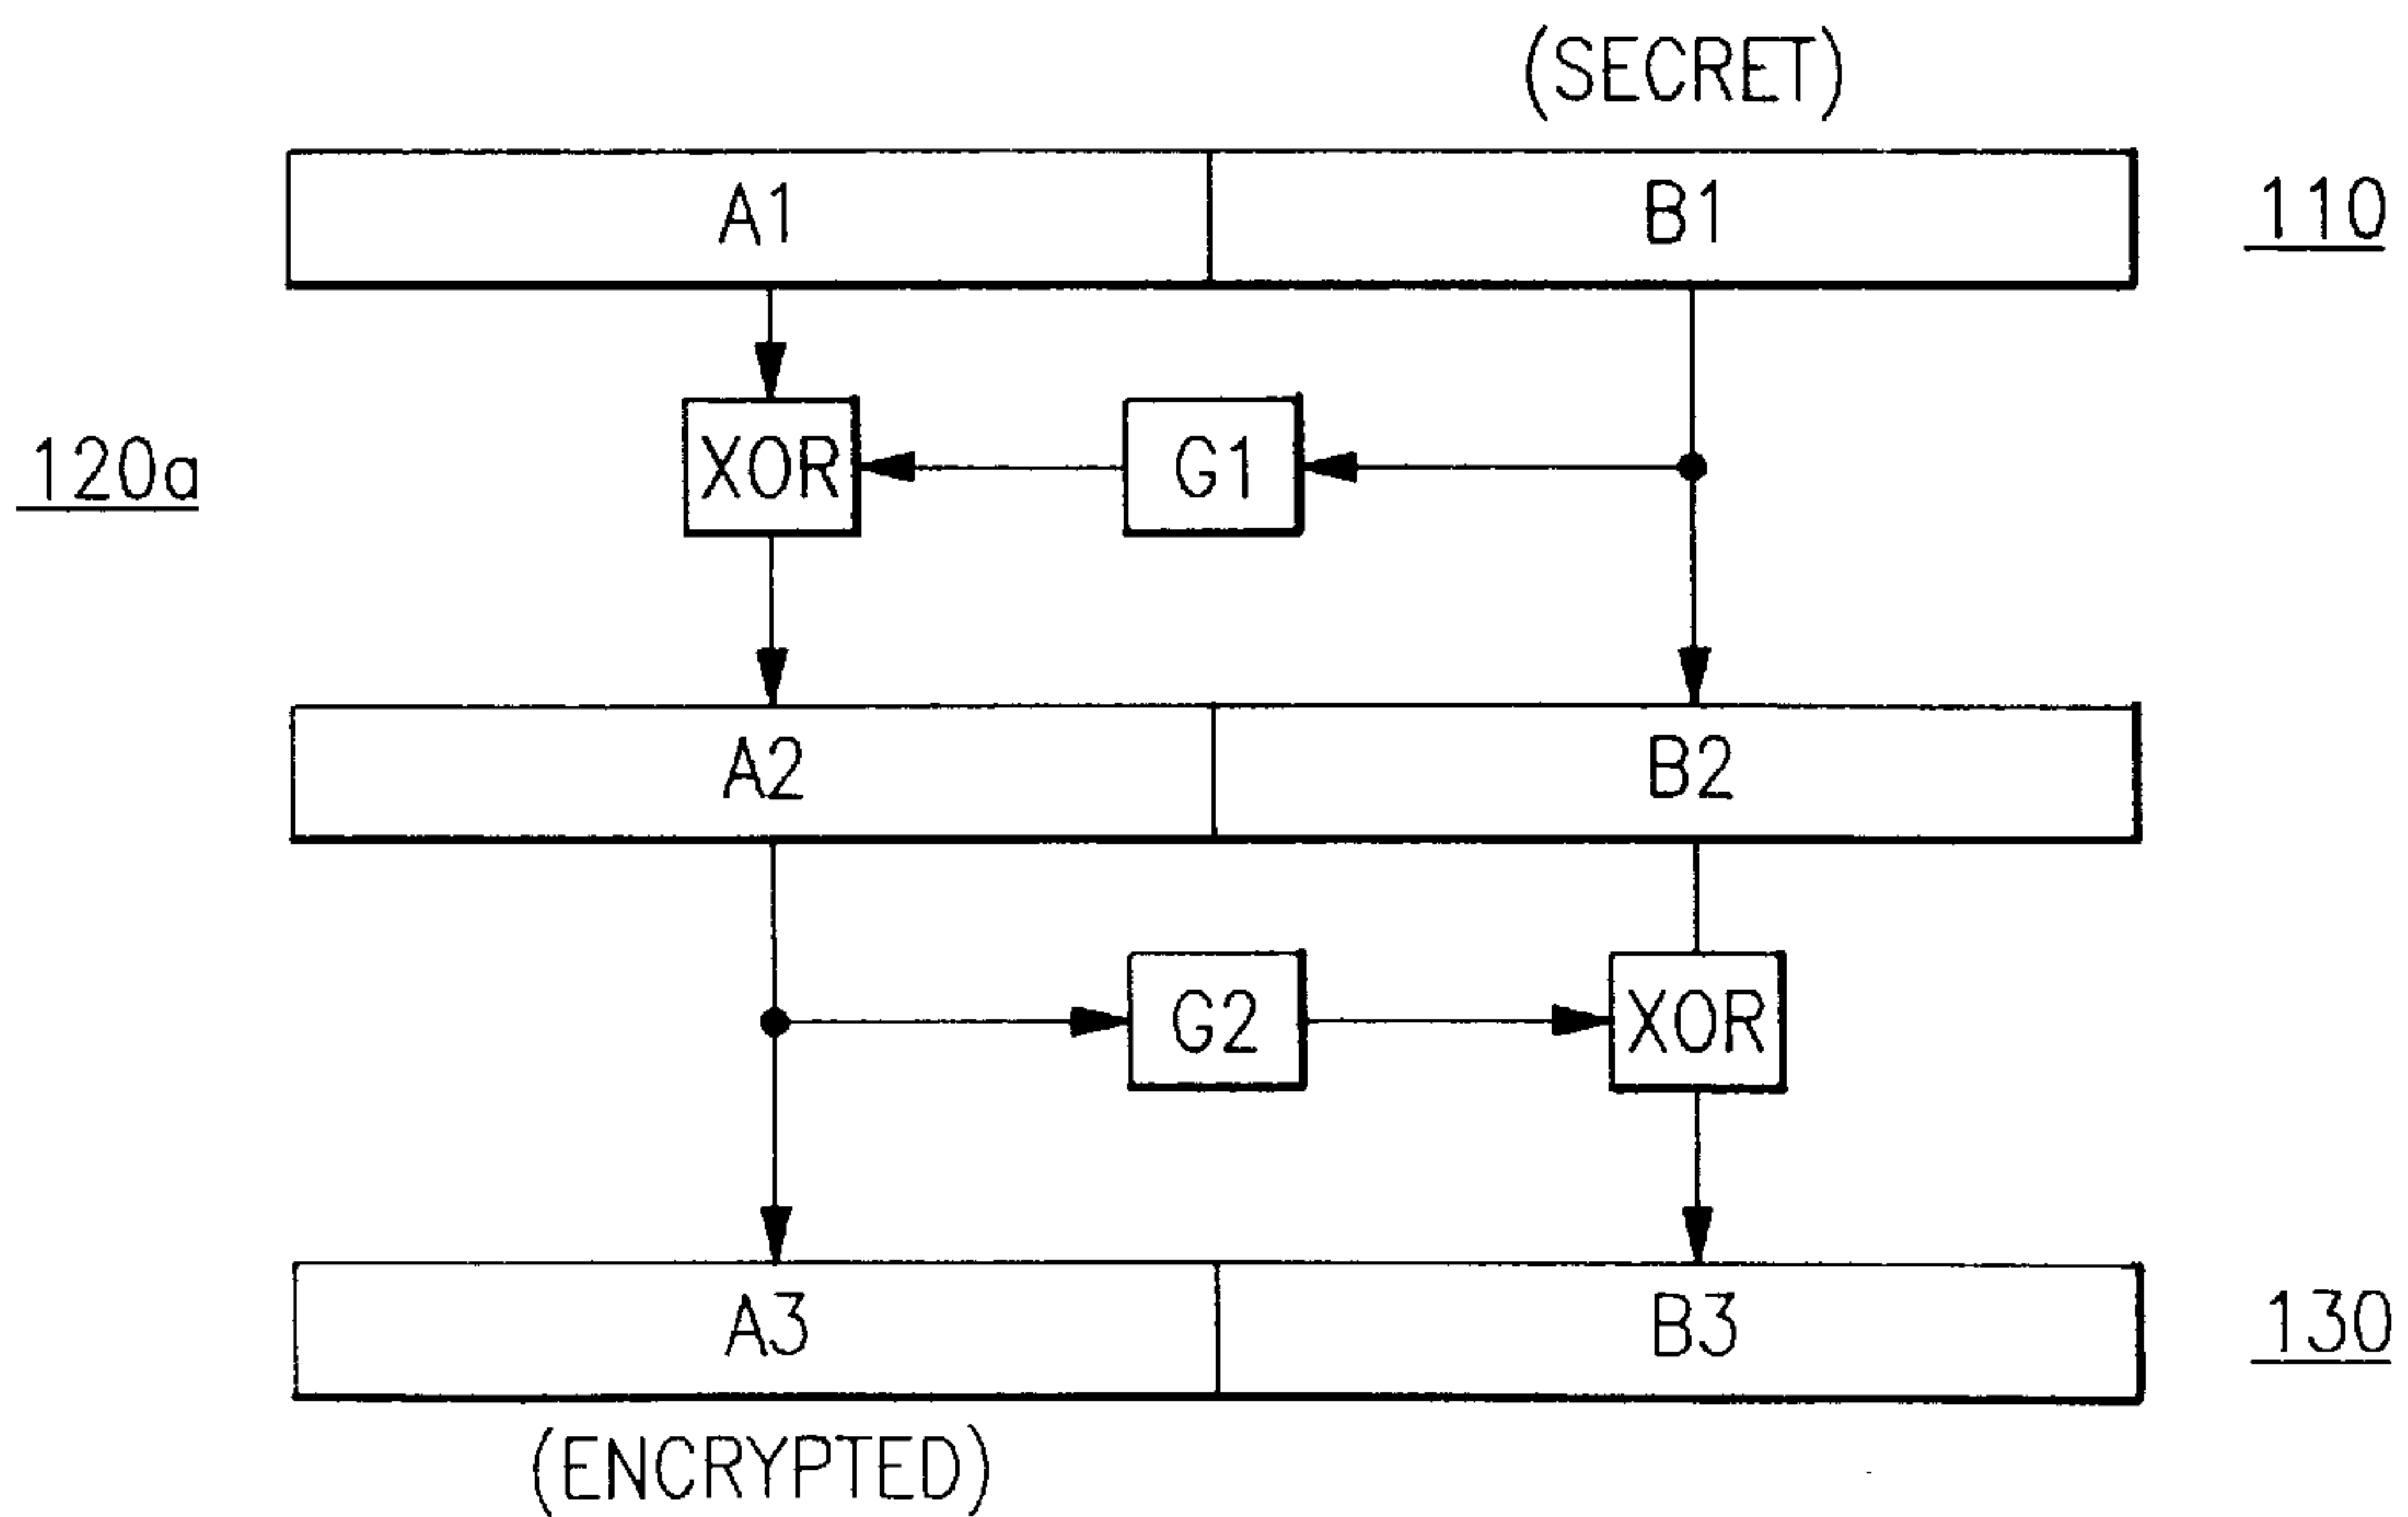 (SECRET)
A1 B1 110
120a XOR G1
A2 B2
G2 XOR
A3 B3 130
(ENCRYPTED)